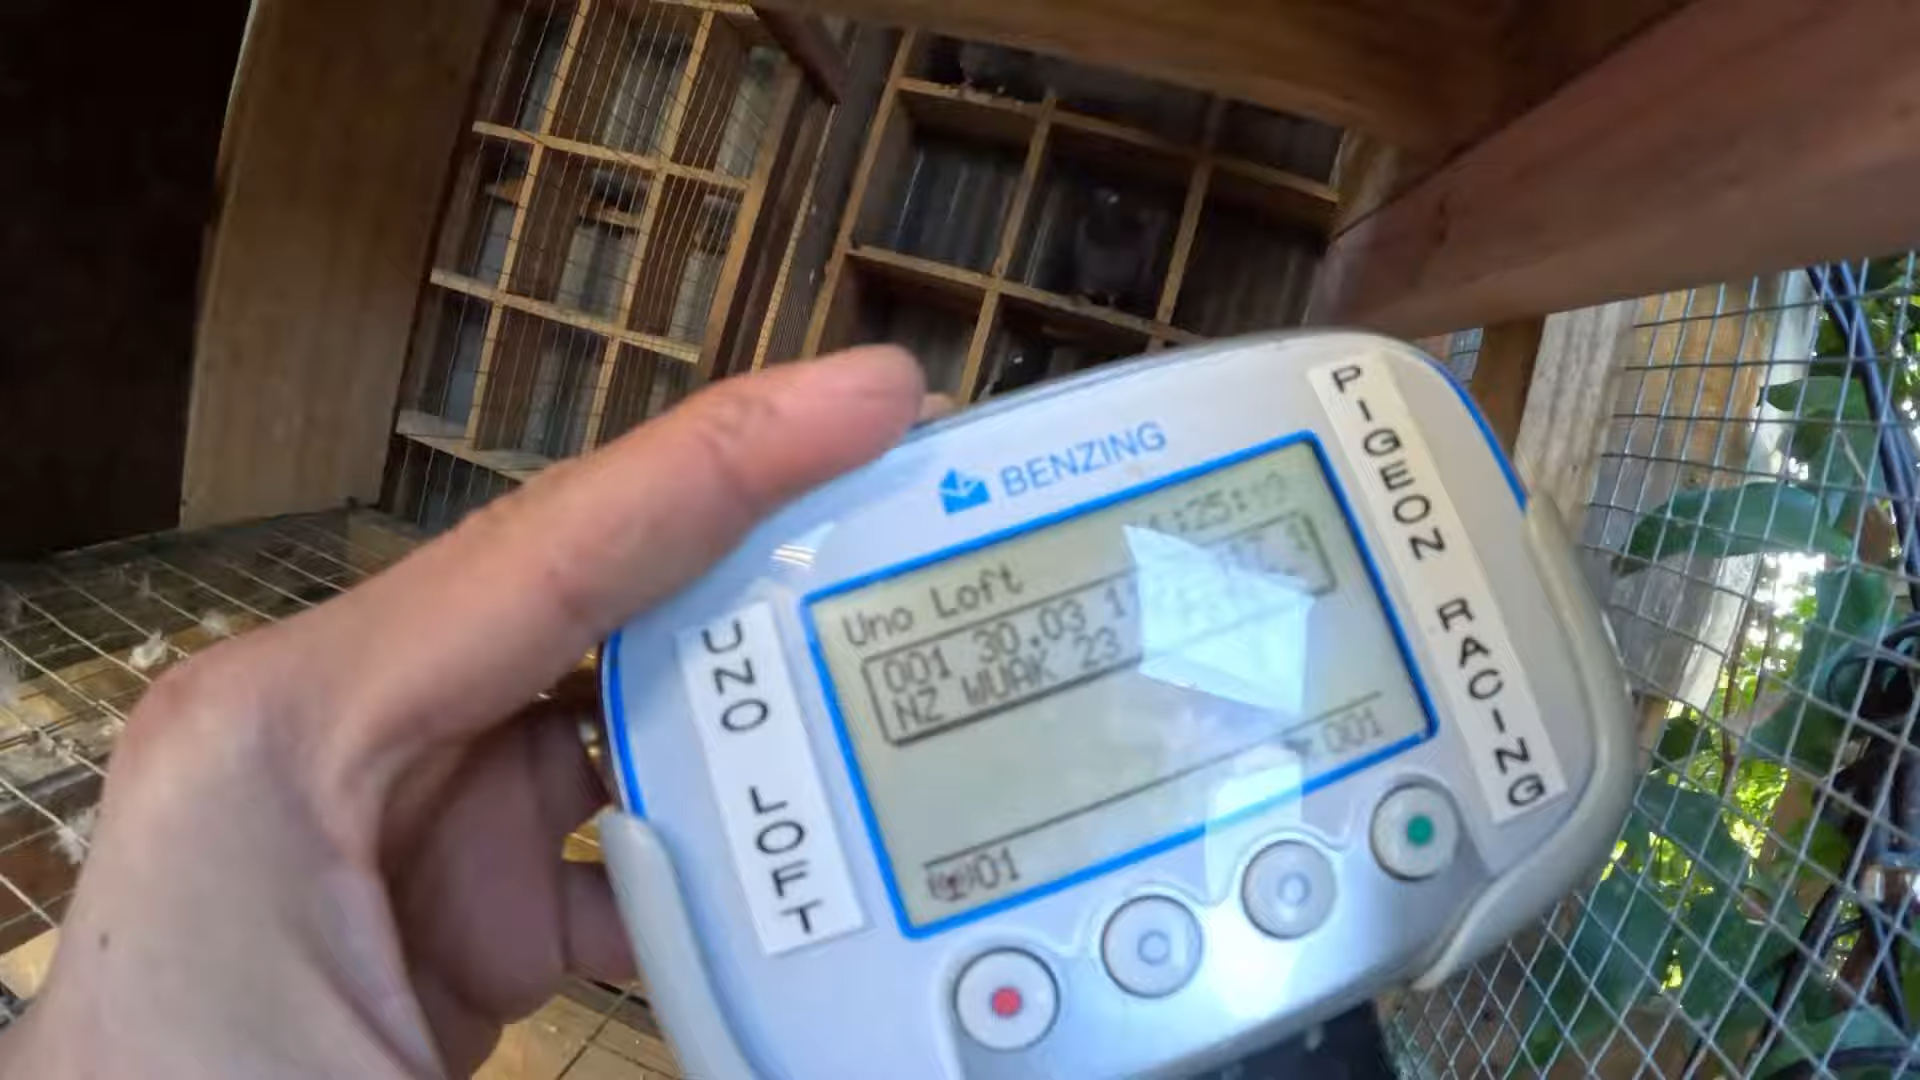 BENZING
Uno Loft
001 30.03
NZ WUAK 23
001
01
UNO LOFT
PIGEON RACING